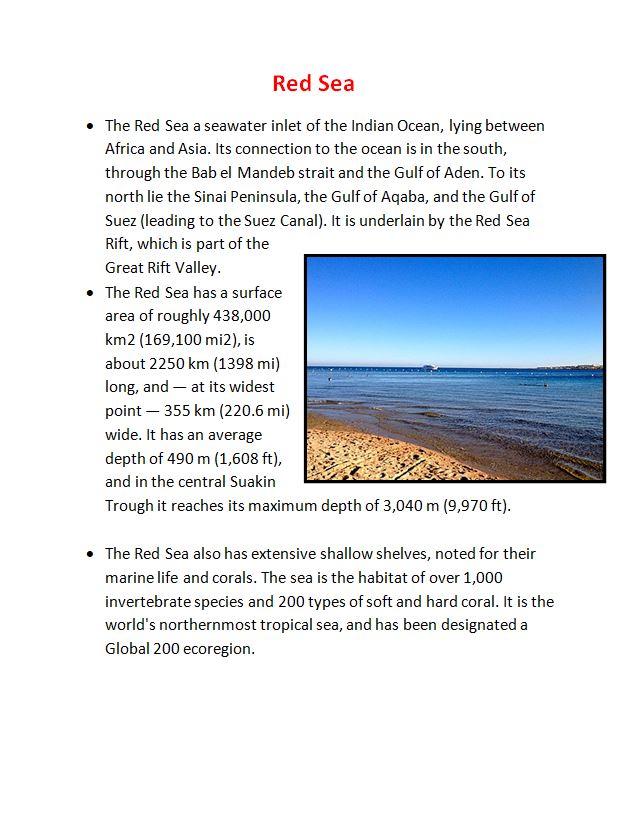 Red Sea
• The Red Sea a seawater inlet of the Indian Ocean, lying between
Africa and Asia. Its connection to the ocean is in the south,
through the Bab el Mandeb strait and the Gulf of Aden. To its
north lie the Sinai Peninsula, the Gulf of Aqaba, and the Gulf of
Suez (leading to the Suez Canal). It is underlain by the Red Sea
Rift, which is part of the
Great Rift Valley.
• The Red Sea has a surface
area of roughly 438,000
km2 (169,100 mi2), is
about 2250 km (1398 mi)
long, and — at its widest
point — 355 km (220.6 mi)
wide. It has an average
depth of 490 m (1,608 ft),
and in the central Suakin
Trough it reaches its maximum depth of 3,040 m (9,970 ft).
• The Red Sea also has extensive shallow shelves, noted for their
marine life and corals. The sea is the habitat of over 1,000
invertebrate species and 200 types of soft and hard coral. It is the
world's northernmost tropical sea, and has been designated a
Global 200 ecoregion.